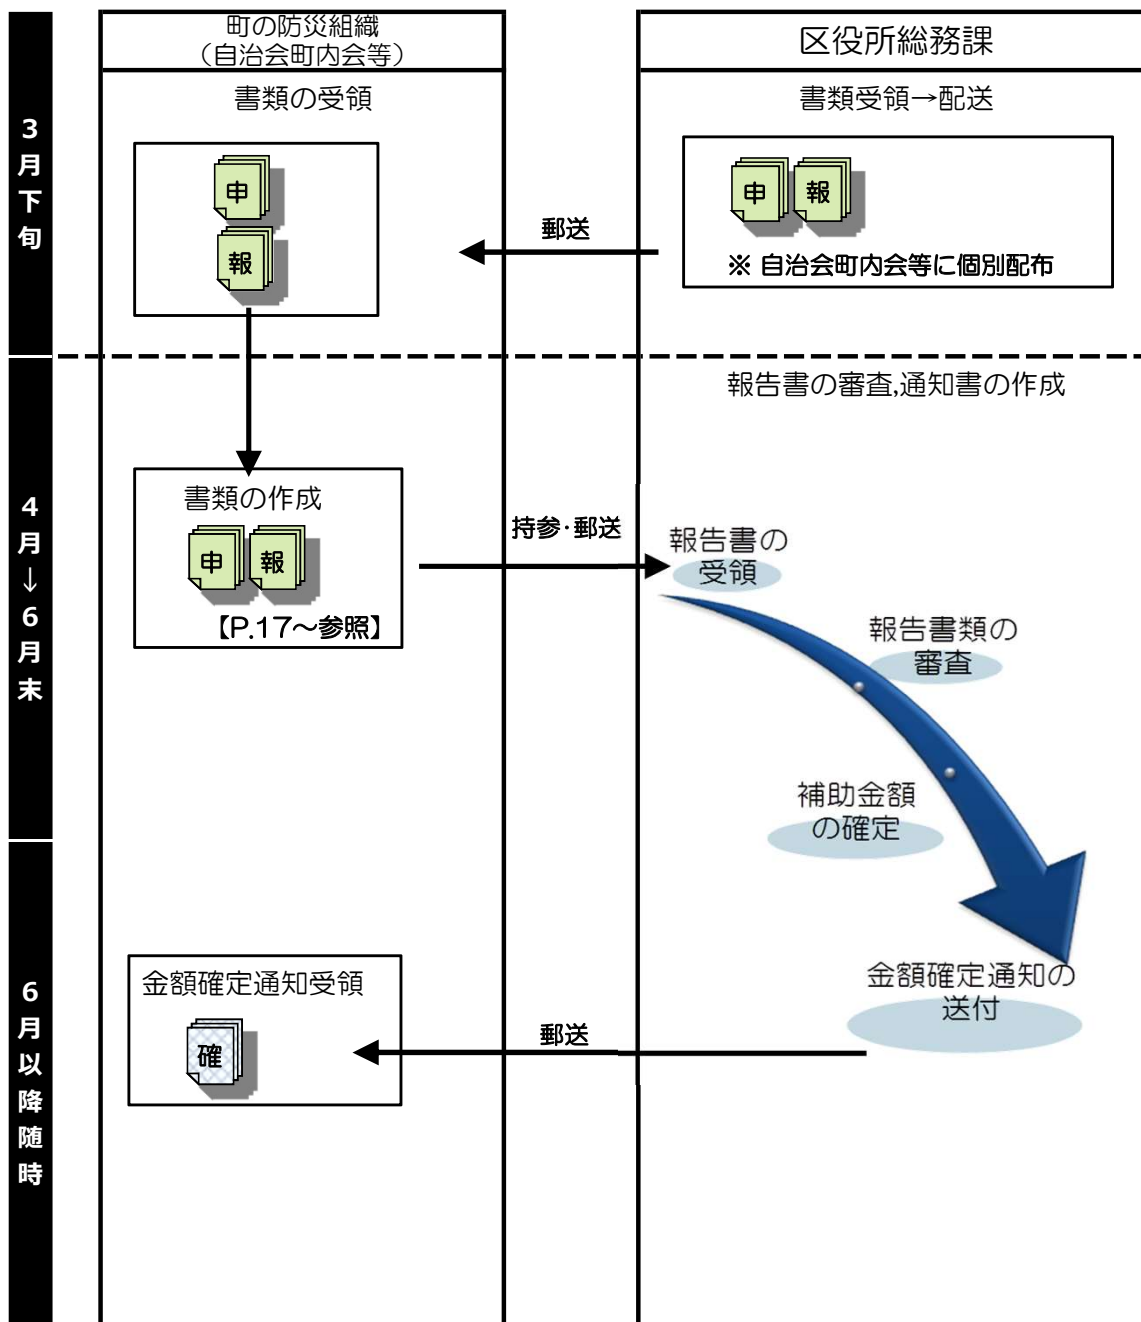 町の防災組織
（自治会町内会等）
区役所総務課
3月下旬
書類の受領
書類受領→配送
申
報
申
報
郵送
※ 自治会町内会等に個別配布
報告書の審査,通知書の作成
4月→6月末
書類の作成
申
報
【P.17～参照】
持参･郵送
報告書の
受領
報告書類の
審査
補助金額
の確定
6月以降随時
金額確定通知受領
確
郵送
金額確定通知の
送付